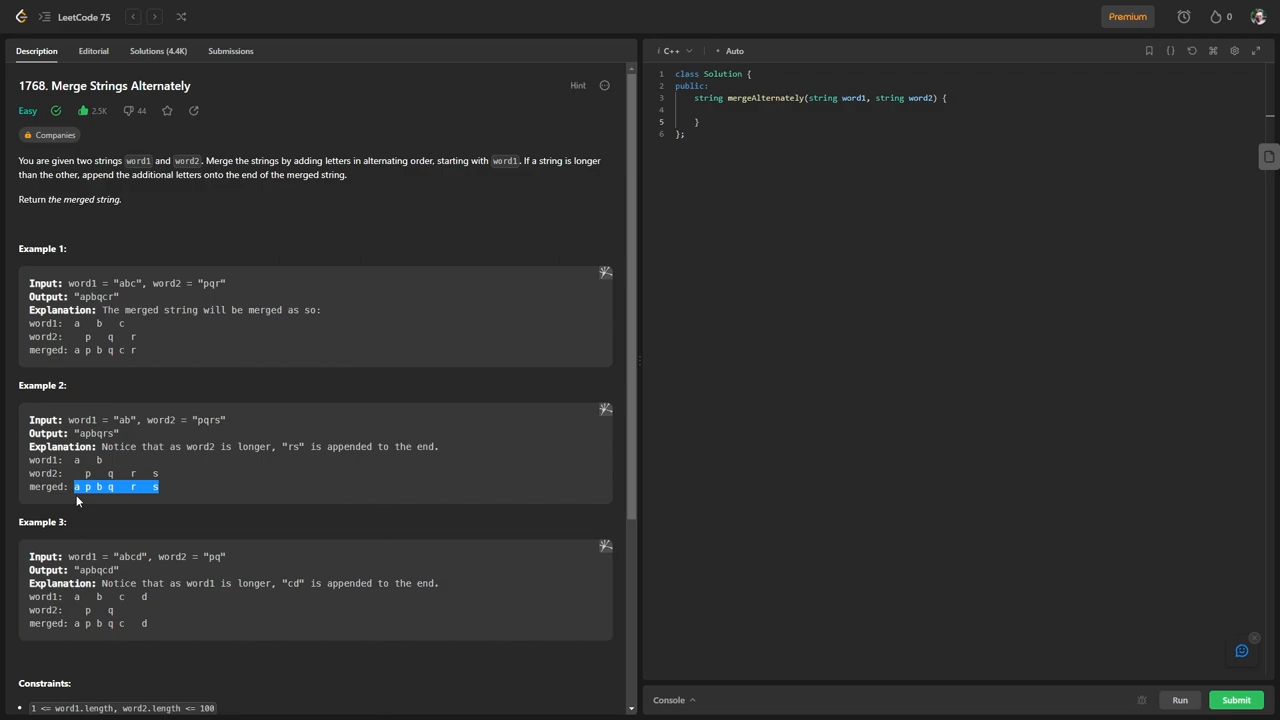 LeetCode 75
Premium
0
Description Editorial Solutions (4.4K) Submissions
1768. Merge Strings Alternately
Hint
Easy 2.5K 44
Companies
You are given two strings word1 and word2. Merge the strings by adding letters in alternating order, starting with word1. If a string is longer
than the other, append the additional letters onto the end of the merged string.
Return the merged string.
Example 1:
Input: word1 = "abc", word2 = "pqr"
Output: "apbqcr"
Explanation: The merged string will be merged as so:
word1:  a   b   c
word2:    p   q   r
merged: a p b q c r
Example 2:
Input: word1 = "ab", word2 = "pqrs"
Output: "apbqrs"
Explanation: Notice that as word2 is longer, "rs" is appended to the end.
word1:  a   b
word2:    p   q   r   s
merged: a p b q   r   s
Example 3:
Input: word1 = "abcd", word2 = "pq"
Output: "apbqcd"
Explanation: Notice that as word1 is longer, "cd" is appended to the end.
word1:  a   b   c   d
word2:    p   q
merged: a p b q c   d
Constraints:
1 <= word1.length, word2.length <= 100
i C++ • Auto
1 class Solution {
2 public:
3     string mergeAlternately(string word1, string word2) {
4
5     }
6 };
Console
Run
Submit